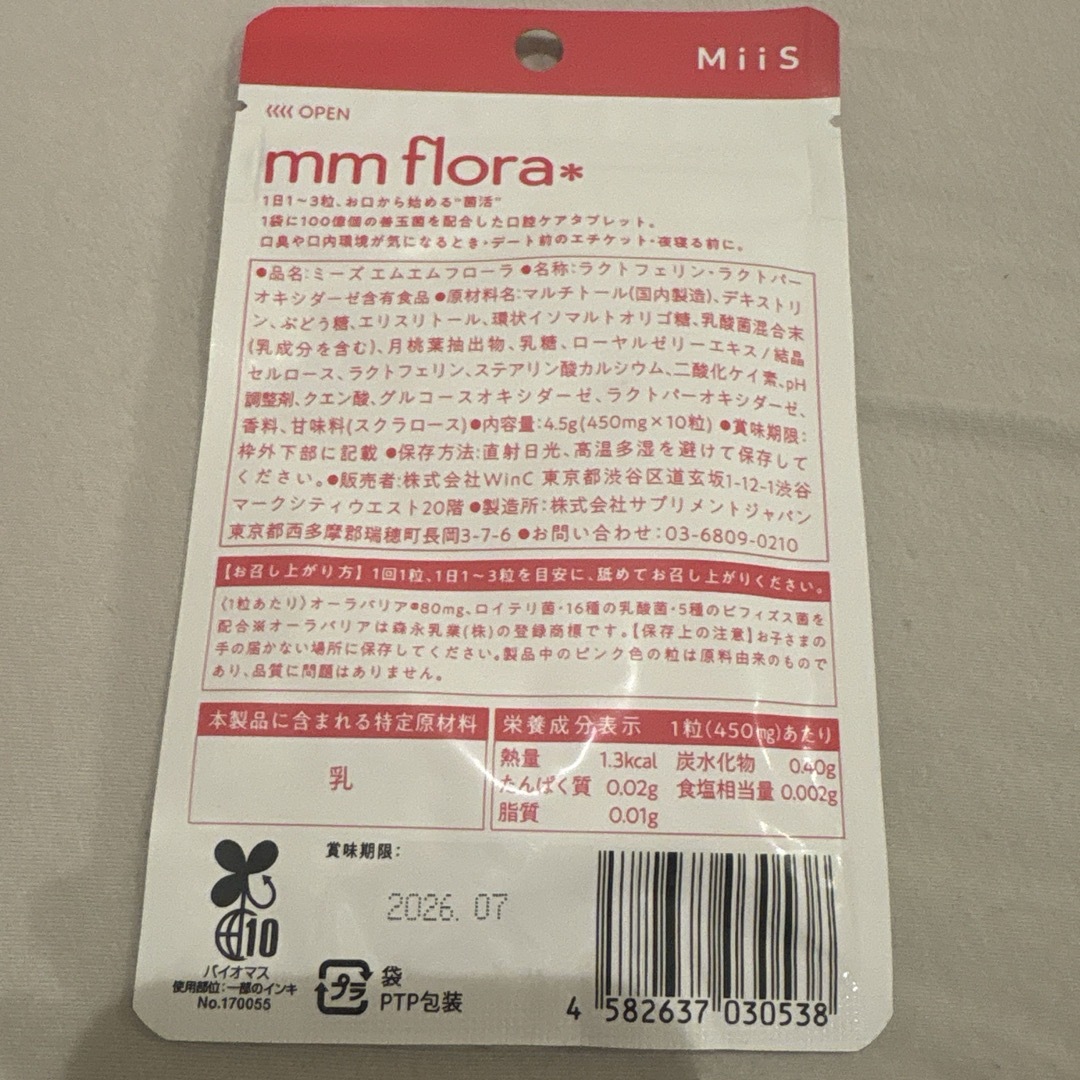 MiiS
<<<< OPEN
mm flora*
1日1~3粒、お口から始める"菌活"
1袋に100億個の善玉菌を配合した口腔ケアタブレット。
口臭や口内環境が気になるとき・デート前のエチケット・夜寝る前に。
●品名:ミーズ エムエムフローラ ●名称:ラクトフェリン・ラクトパー
オキシダーゼ含有食品 ●原材料名:マルチトール(国内製造)、デキストリ
ン、ぶどう糖、エリスリトール、環状イソマルトオリゴ糖、乳酸菌混合末
(乳成分を含む)、月桃葉抽出物、乳糖、ローヤルゼリーエキス/結晶
セルロース、ラクトフェリン、ステアリン酸カルシウム、二酸化ケイ素、pH
調整剤、クエン酸、グルコースオキシダーゼ、ラクトパーオキシダーゼ、
香料、甘味料(スクラロース)●内容量:4.5g(450mg×10粒) ●賞味期限:
枠外下部に記載 ●保存方法:直射日光、高温多湿を避けて保存して
ください。●販売者:株式会社WinC 東京都渋谷区道玄坂1-12-1渋谷
マークシティウエスト20階 ●製造所:株式会社サプリメントジャパン
東京都西多摩郡瑞穂町長岡3-7-6 ●お問い合わせ:03-6809-0210
【お召し上がり方】1回1粒、1日1~3粒を目安に、舐めてお召し上がりください。
〈1粒あたり〉オーラバリア®80mg、ロイテリ菌・16種の乳酸菌・5種のビフィズス菌を
配合※オーラバリアは森永乳業(株)の登録商標です。【保存上の注意】お子さまの
手の届かない場所に保存してください。製品中のピンク色の粒は原料由来のもので
あり、品質に問題はありません。
本製品に含まれる特定原材料
乳
栄養成分表示 1粒(450㎎)あたり
熱量 1.3kcal 炭水化物 0.40g
たんぱく質 0.02g 食塩相当量 0.002g
脂質 0.01g
賞味期限:
2026. 07
10
バイオマス
使用部位:一部のインキ
No.170055
プラ
袋
PTP包装
4 582637 030538